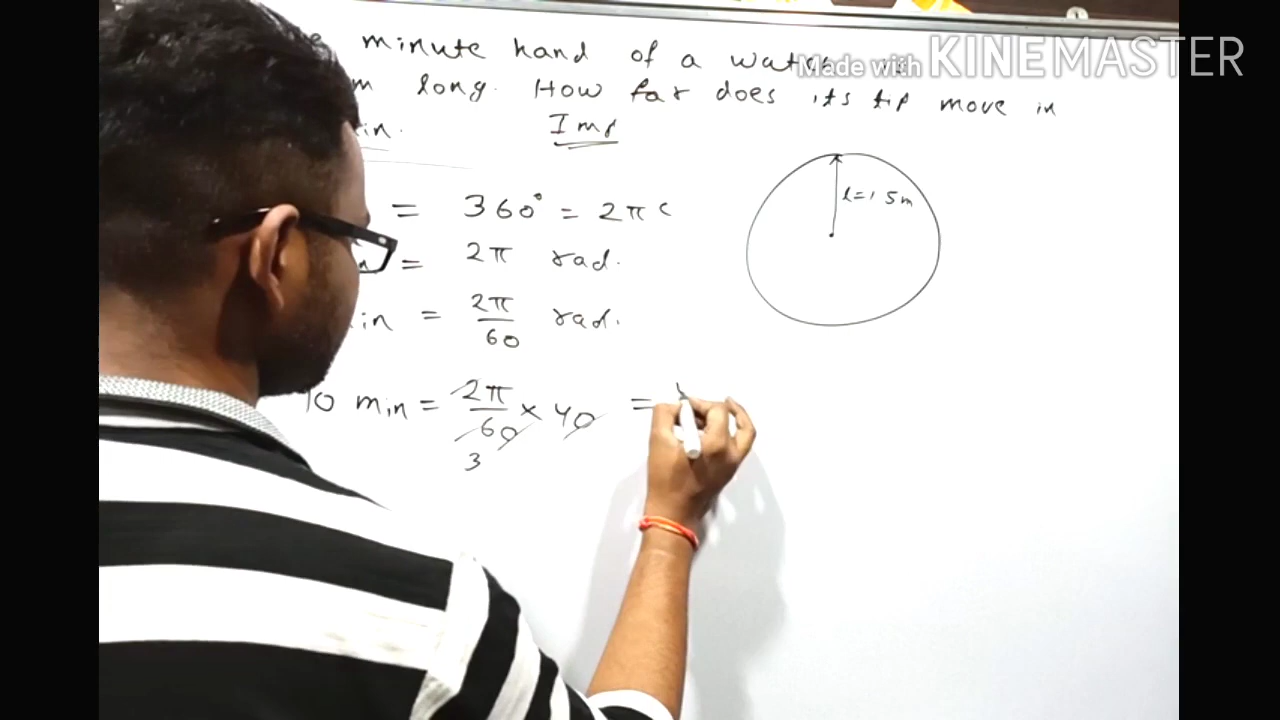 minute hand of a watch
Made with KINEMASTER
m long. How far does its tip move in
in. Imp
= 360° = 2π c
l=1.5m
= 2π rad.
in = 2π/60 rad.
40 min = 2π/60 × 40 =
3